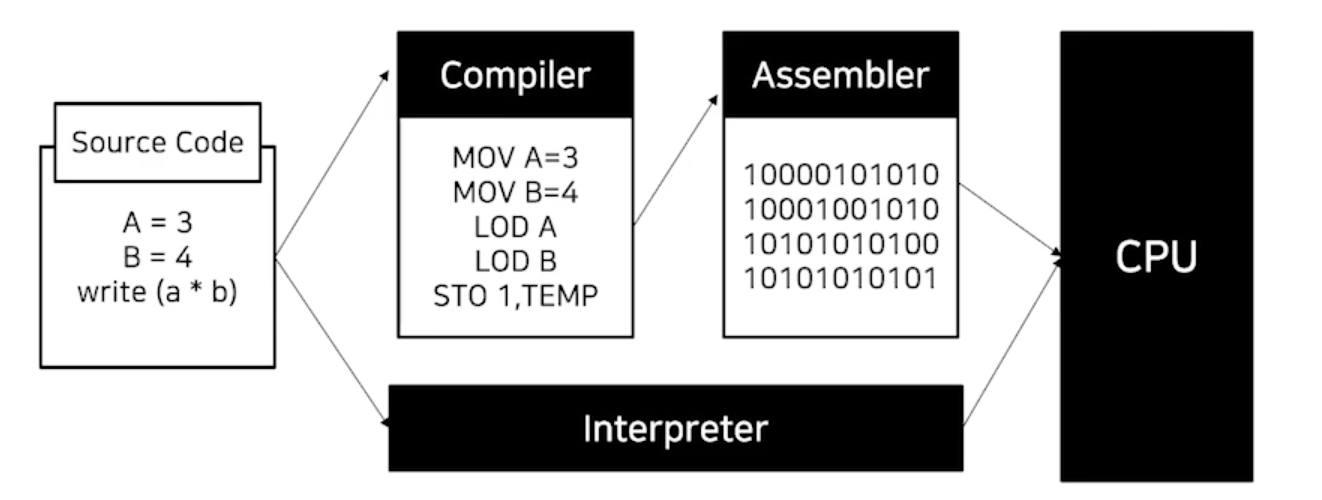 Source Code
A = 3
B = 4
write (a * b)
Compiler
MOV A=3
MOV B=4
LOD A
LOD B
STO 1,TEMP
Assembler
10000101010
10001001010
10101010100
10101010101
Interpreter
CPU